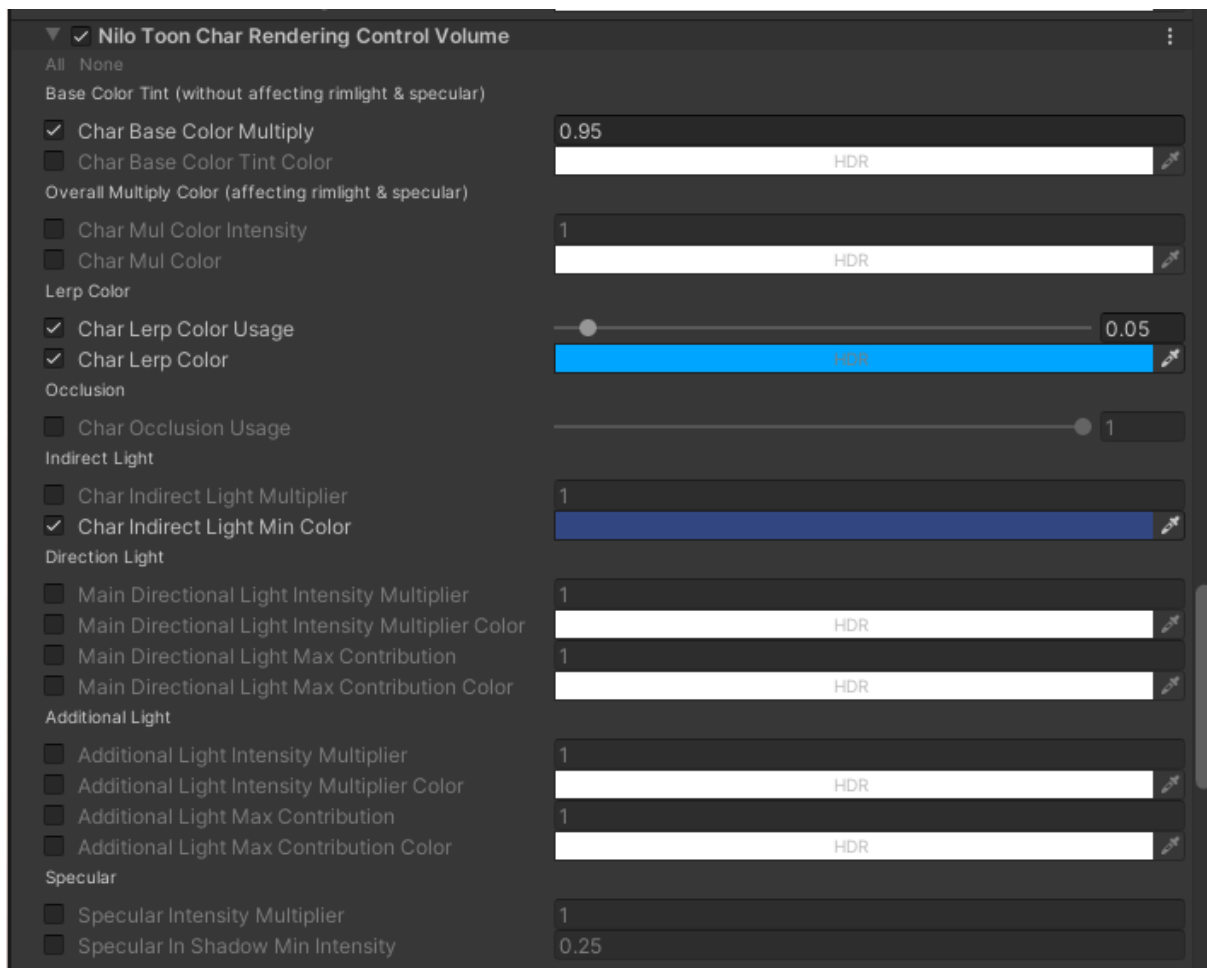 Nilo Toon Char Rendering Control Volume
All None
Base Color Tint (without affecting rimlight & specular)
Char Base Color Multiply 0.95
Char Base Color Tint Color HDR
Overall Multiply Color (affecting rimlight & specular)
Char Mul Color Intensity 1
Char Mul Color HDR
Lerp Color
Char Lerp Color Usage 0.05
Char Lerp Color HDR
Occlusion
Char Occlusion Usage 1
Indirect Light
Char Indirect Light Multiplier 1
Char Indirect Light Min Color
Direction Light
Main Directional Light Intensity Multiplier 1
Main Directional Light Intensity Multiplier Color HDR
Main Directional Light Max Contribution 1
Main Directional Light Max Contribution Color HDR
Additional Light
Additional Light Intensity Multiplier 1
Additional Light Intensity Multiplier Color HDR
Additional Light Max Contribution 1
Additional Light Max Contribution Color HDR
Specular
Specular Intensity Multiplier 1
Specular In Shadow Min Intensity 0.25